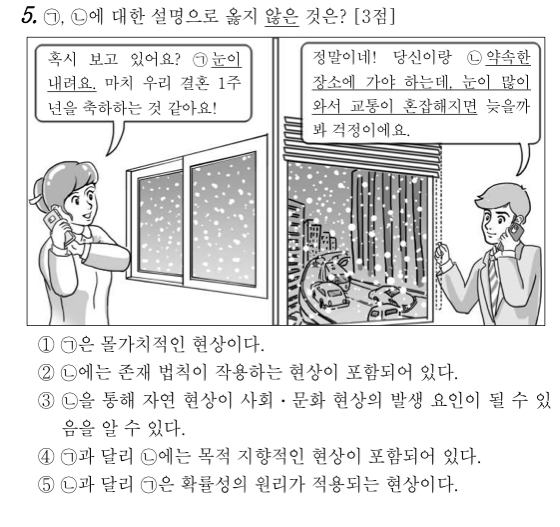 5. ㉠, ㉡에 대한 설명으로 옳지 않은 것은? [3점]
혹시 보고 있어요? ㉠눈이
내려요. 마치 우리 결혼 1주
년을 축하하는 것 같아요!
정말이네! 당신이랑 ㉡약속한
장소에 가야 하는데, 눈이 많이
와서 교통이 혼잡해지면 늦을까
봐 걱정이에요.
① ㉠은 몰가치적인 현상이다.
② ㉡에는 존재 법칙이 작용하는 현상이 포함되어 있다.
③ ㉡을 통해 자연 현상이 사회·문화 현상의 발생 요인이 될 수 있
음을 알 수 있다.
④ ㉠과 달리 ㉡에는 목적 지향적인 현상이 포함되어 있다.
⑤ ㉡과 달리 ㉠은 확률성의 원리가 적용되는 현상이다.